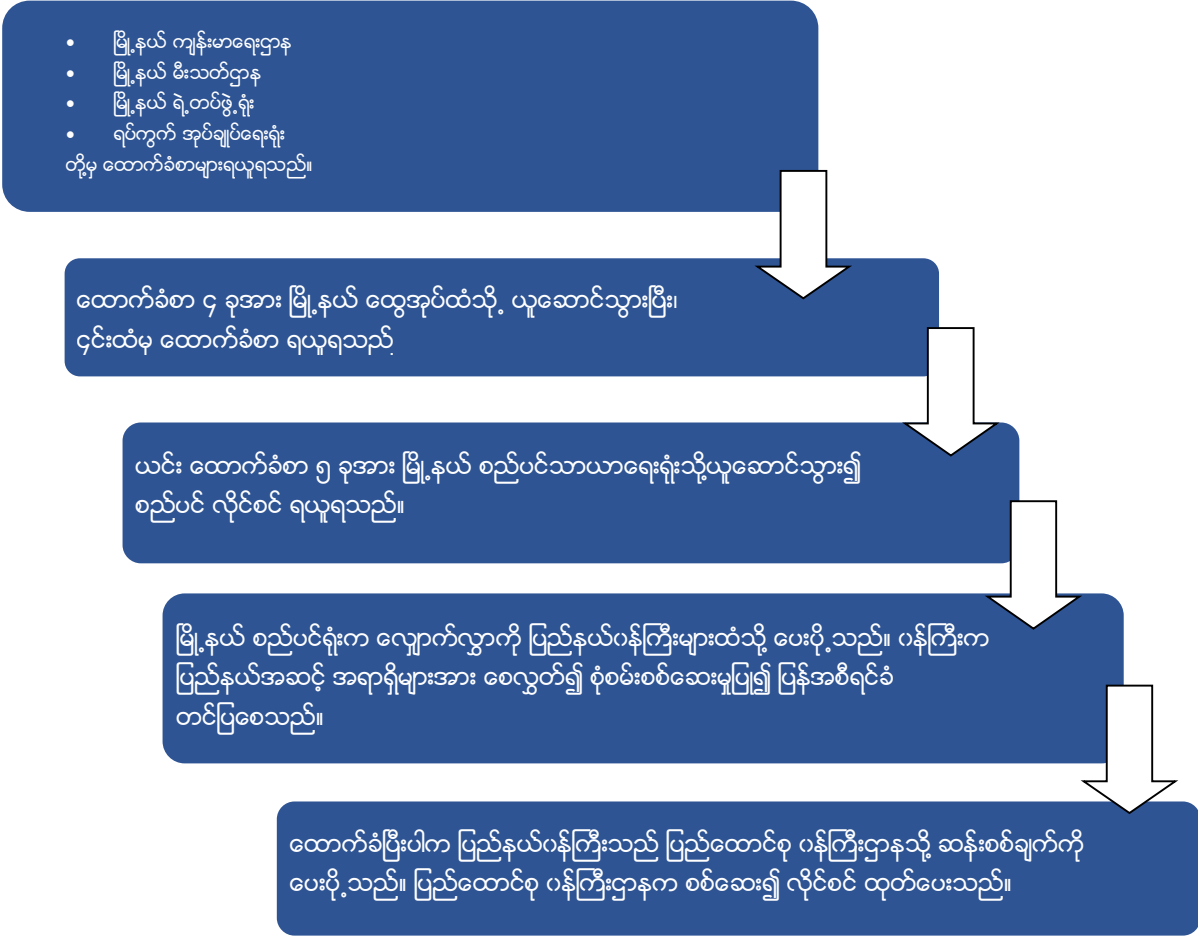 • မြို့နယ် ကျန်းမာရေးဌာန
• မြို့နယ် မီးသတ်ဌာန
• မြို့နယ် ရဲ့တပ်ဖွဲ့ရုံး
• ရပ်ကွက် အုပ်ချုပ်ရေးရုံး
တို့မှ ထောက်ခံစာများရယူရသည်။
ထောက်ခံစာ ၄ ခုအား မြို့နယ် ထွေအုပ်ထံသို့ ယူဆောင်သွားပြီး၊
၄င်းထံမှ ထောက်ခံစာ ရယူရသည်
ယင်း ထောက်ခံစာ ၅ ခုအား မြို့နယ် စည်ပင်သာယာရေးရုံးသို့ယူဆောင်သွား၍
စည်ပင် လိုင်စင် ရယူရသည်။
မြို့နယ် စည်ပင်ရုံးက လျှောက်လွှာကို ပြည်နယ်ဝန်ကြီးများထံသို့ ပေးပို့သည်။ ဝန်ကြီးက
ပြည်နယ်အဆင့် အရာရှိများအား စေလွှတ်၍ စုံစမ်းစစ်ဆေးမှုပြု၍ ပြန်အစီရင်ခံ
တင်ပြစေသည်။
ထောက်ခံပြီးပါက ပြည်နယ်ဝန်ကြီးသည် ပြည်ထောင်စု ဝန်ကြီးဌာနသို့ ဆန်းစစ်ချက်ကို
ပေးပို့သည်။ ပြည်ထောင်စု ဝန်ကြီးဌာနက စစ်ဆေး၍ လိုင်စင် ထုတ်ပေးသည်။